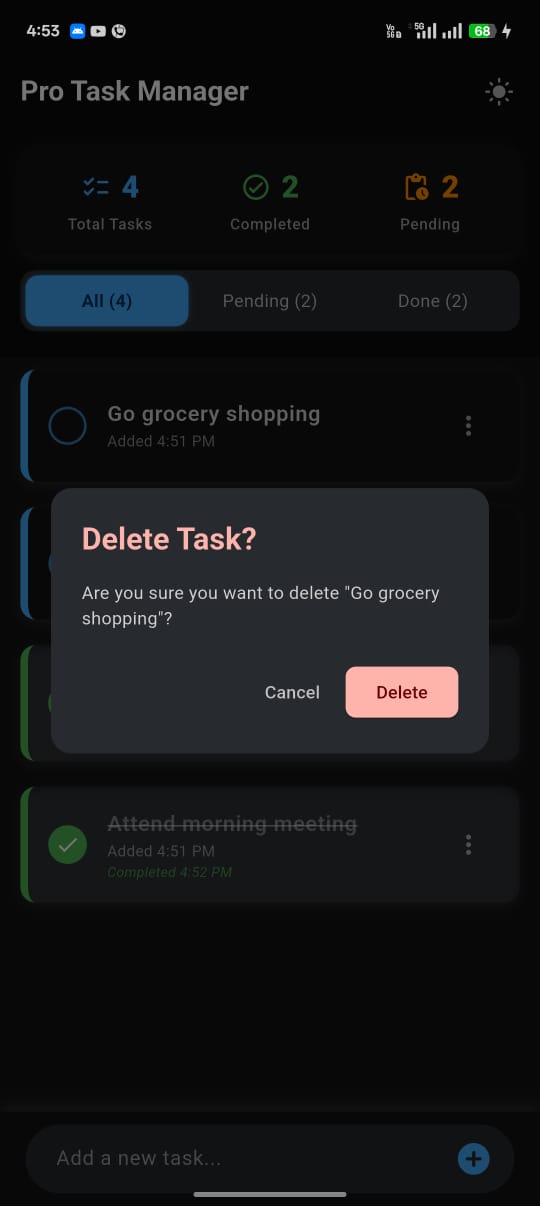 4:53
Vo
5G
5G
68
Pro Task Manager
4
2
2
Total Tasks
Completed
Pending
All (4)
Pending (2)
Done (2)
Go grocery shopping
Added 4:51 PM
Delete Task?
Are you sure you want to delete "Go grocery
shopping"?
Cancel
Delete
Attend morning meeting
Added 4:51 PM
Completed 4:52 PM
Add a new task...